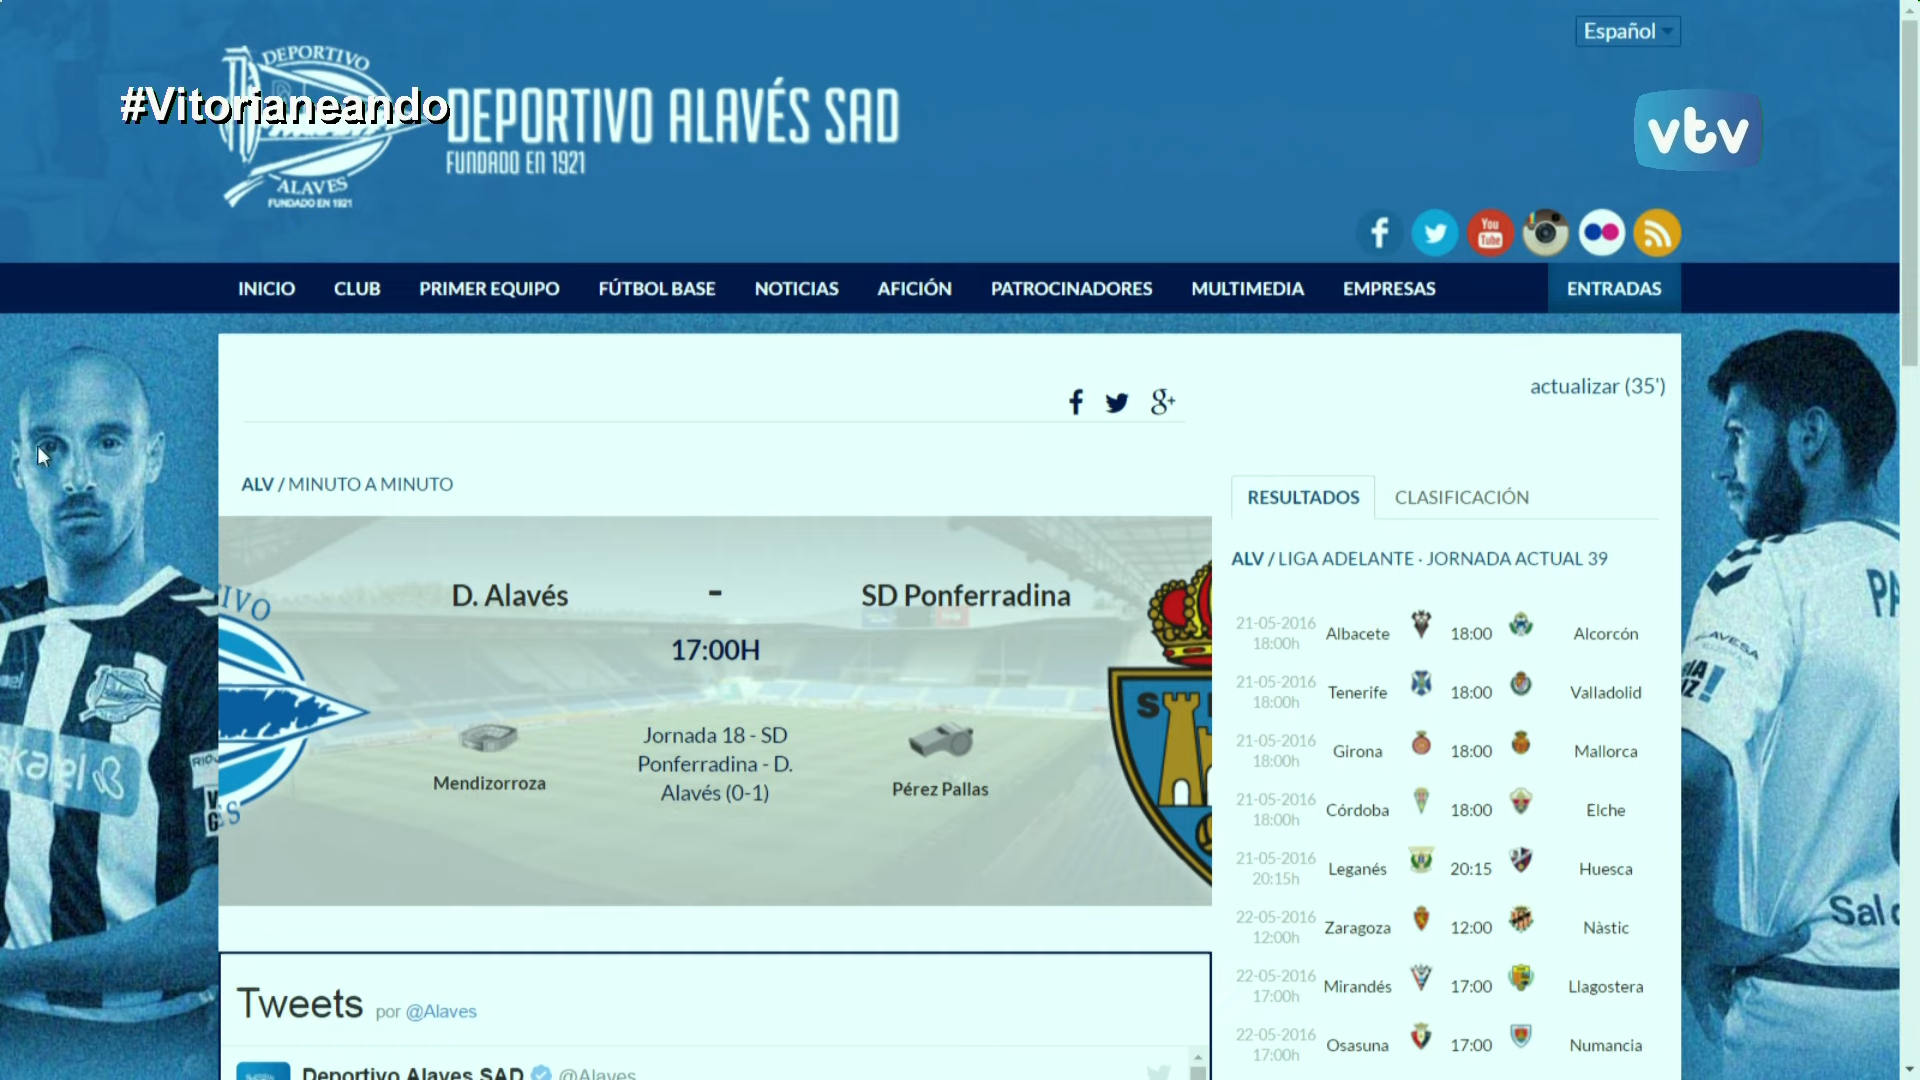 Español
DEPORTIVO
ALAVES
FUNDADO EN 1921
#Vitorianeando
DEPORTIVO ALAVÉS SAD
FUNDADO EN 1921
vtv
You
Tube
INICIO CLUB PRIMER EQUIPO FÚTBOL BASE NOTICIAS AFICIÓN PATROCINADORES MULTIMEDIA EMPRESAS ENTRADAS
actualizar (35')
ALV / MINUTO A MINUTO
D. Alavés - SD Ponferradina
17:00H
Mendizorroza
Jornada 18 - SD
Ponferradina - D.
Alavés (0-1)
Pérez Pallas
RESULTADOS CLASIFICACIÓN
ALV / LIGA ADELANTE · JORNADA ACTUAL 39
21-05-2016
18:00h
Albacete 18:00 Alcorcón
21-05-2016
18:00h
Tenerife 18:00 Valladolid
21-05-2016
18:00h
Girona 18:00 Mallorca
21-05-2016
18:00h
Córdoba 18:00 Elche
21-05-2016
20:15h
Leganés 20:15 Huesca
22-05-2016
12:00h
Zaragoza 12:00 Nàstic
22-05-2016
17:00h
Mirandés 17:00 Llagostera
22-05-2016
17:00h
Osasuna 17:00 Numancia
Tweets por @Alaves
Deportivo Alaves SAD @Alaves